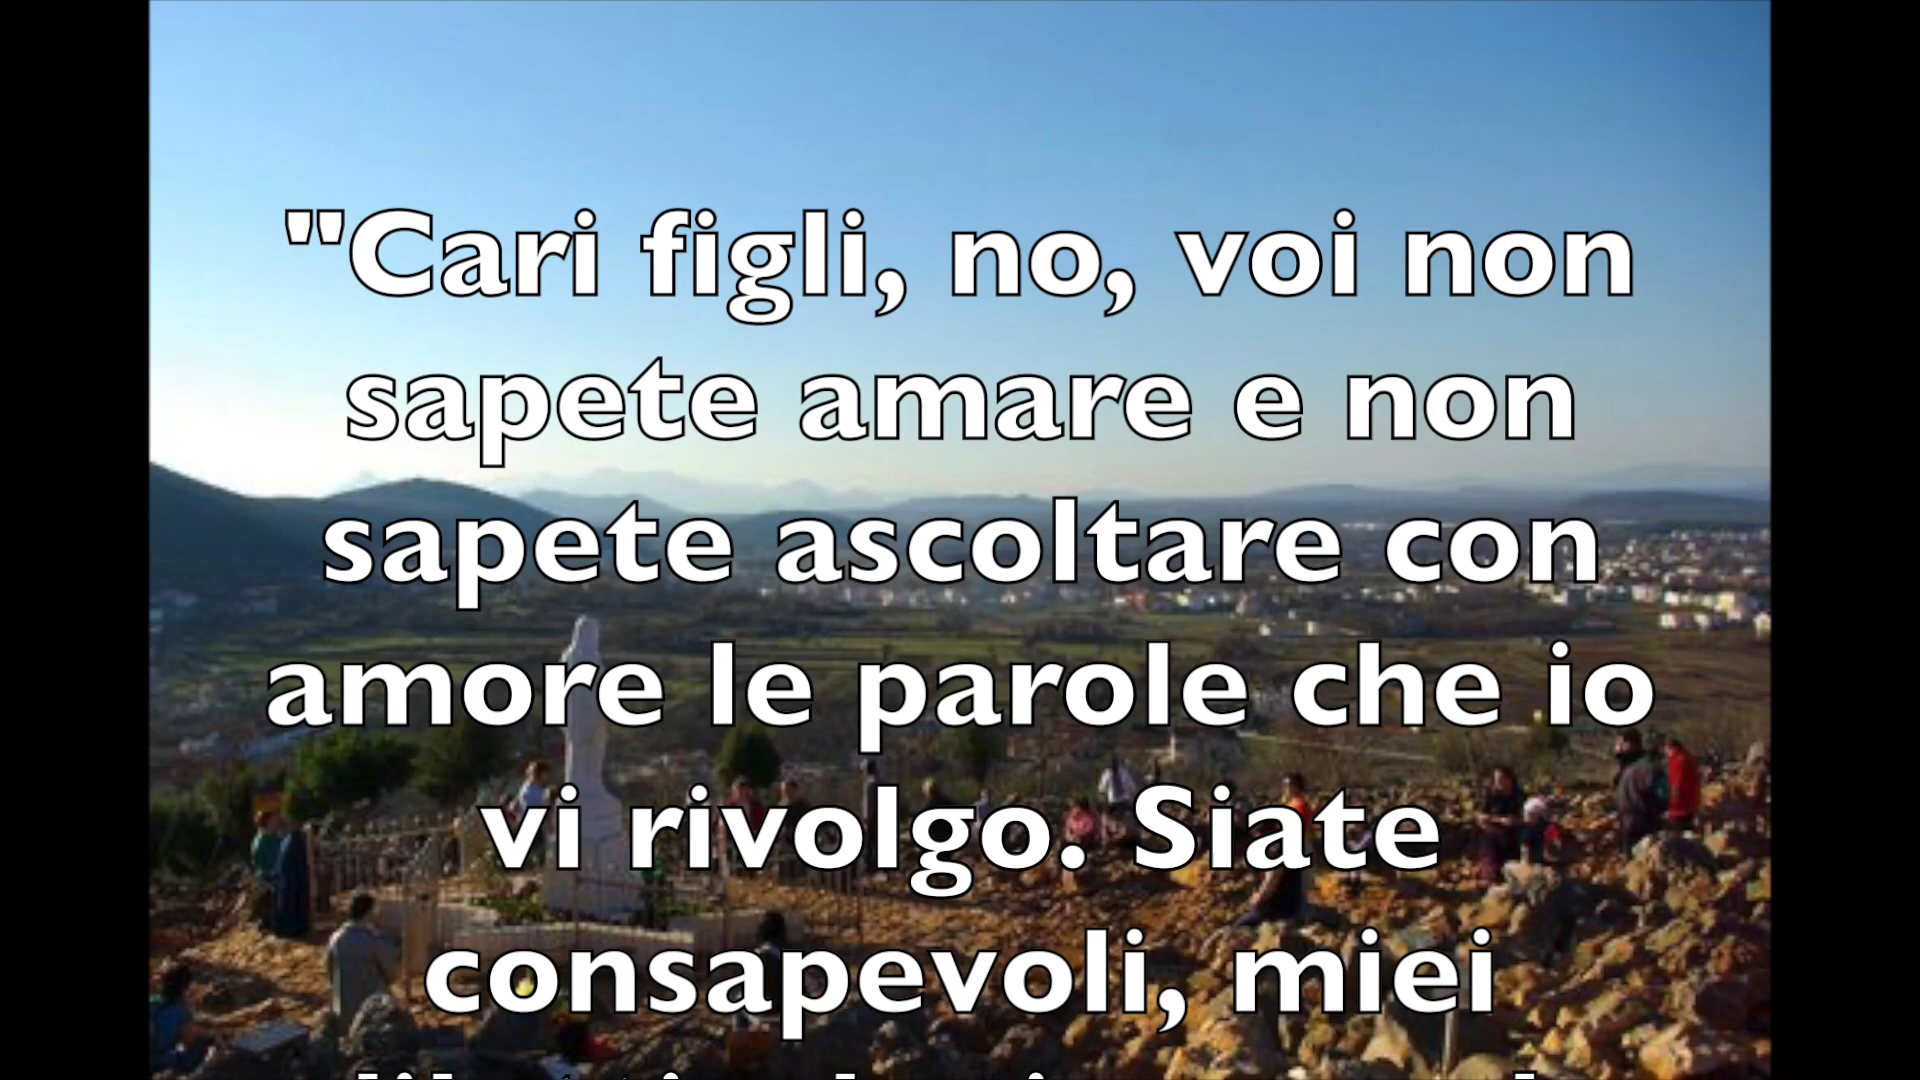 "Cari figli, no, voi non
sapete amare e non
sapete ascoltare con
amore le parole che io
vi rivolgo. Siate
consapevoli, miei